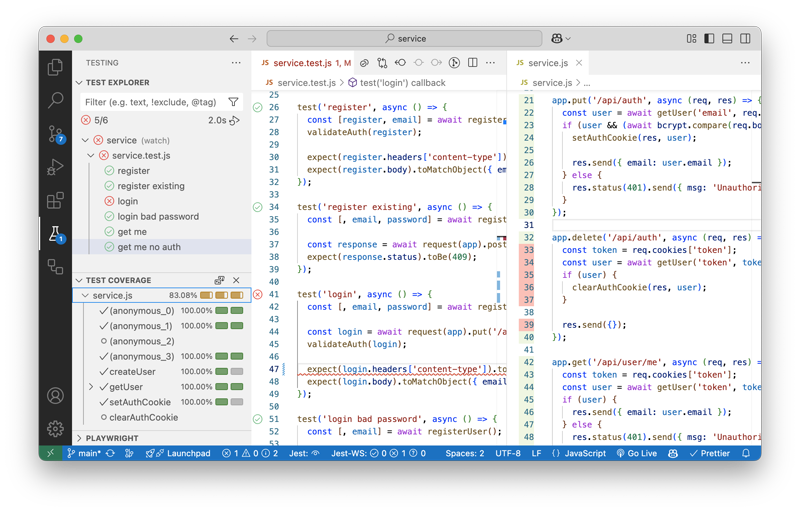 service
TESTING
TEST EXPLORER
Filter (e.g. text, !exclude, @tag)
5/6
2.0s
service (watch)
service.test.js
register
register existing
login
login bad password
get me
get me no auth
TEST COVERAGE
service.js 83.08%
(anonymous_0) 100.00%
(anonymous_1) 100.00%
(anonymous_2)
(anonymous_3) 100.00%
createUser 100.00%
getUser 100.00%
setAuthCookie 100.00%
clearAuthCookie
PLAYWRIGHT
7
1
JS service.test.js 1, M
JS service.test.js > test('login') callback
25
26 test('register', async () => {
27 const [register, email] = await registe
28 validateAuth(register);
29
30 expect(register.headers['content-type'])
31 expect(register.body).toMatchObject({ em
32 });
33
34 test('register existing', async () => {
35 const [, email, password] = await regist
36
37 const response = await request(app).post
38 expect(response.status).toBe(409);
39 });
40
41 test('login', async () => {
42 const [, email, password] = await regist
43
44 const login = await request(app).put('/a
45 validateAuth(login);
46
47 expect(login.headers['content-type']).to
48 expect(login.body).toMatchObject({ email
49 });
50
51 test('login bad password', async () => {
52 const [, email] = await registerUser();
53
JS service.js
JS service.js > ...
21 app.put('/api/auth', async (req, res) => {
22 const user = await getUser('email', req.
23 if (user && (await bcrypt.compare(req.bo
24 setAuthCookie(res, user);
25
26 res.send({ email: user.email });
27 } else {
28 res.status(401).send({ msg: 'Unauthori
29 }
30 });
31
32 app.delete('/api/auth', async (req, res) =
33 const token = req.cookies['token'];
34 const user = await getUser('token', toke
35 if (user) {
36 clearAuthCookie(res, user);
37 }
38
39 res.send({});
40 });
41
42 app.get('/api/user/me', async (req, res) =
43 const token = req.cookies['token'];
44 const user = await getUser('token', toke
45 if (user) {
46 res.send({ email: user.email });
47 } else {
48 res.status(401).send({ msg: 'Unauthori
main*
Launchpad
1 0 2
Jest:
Jest-WS: 0 1 0
Spaces: 2
UTF-8
LF
{ } JavaScript
Go Live
Prettier